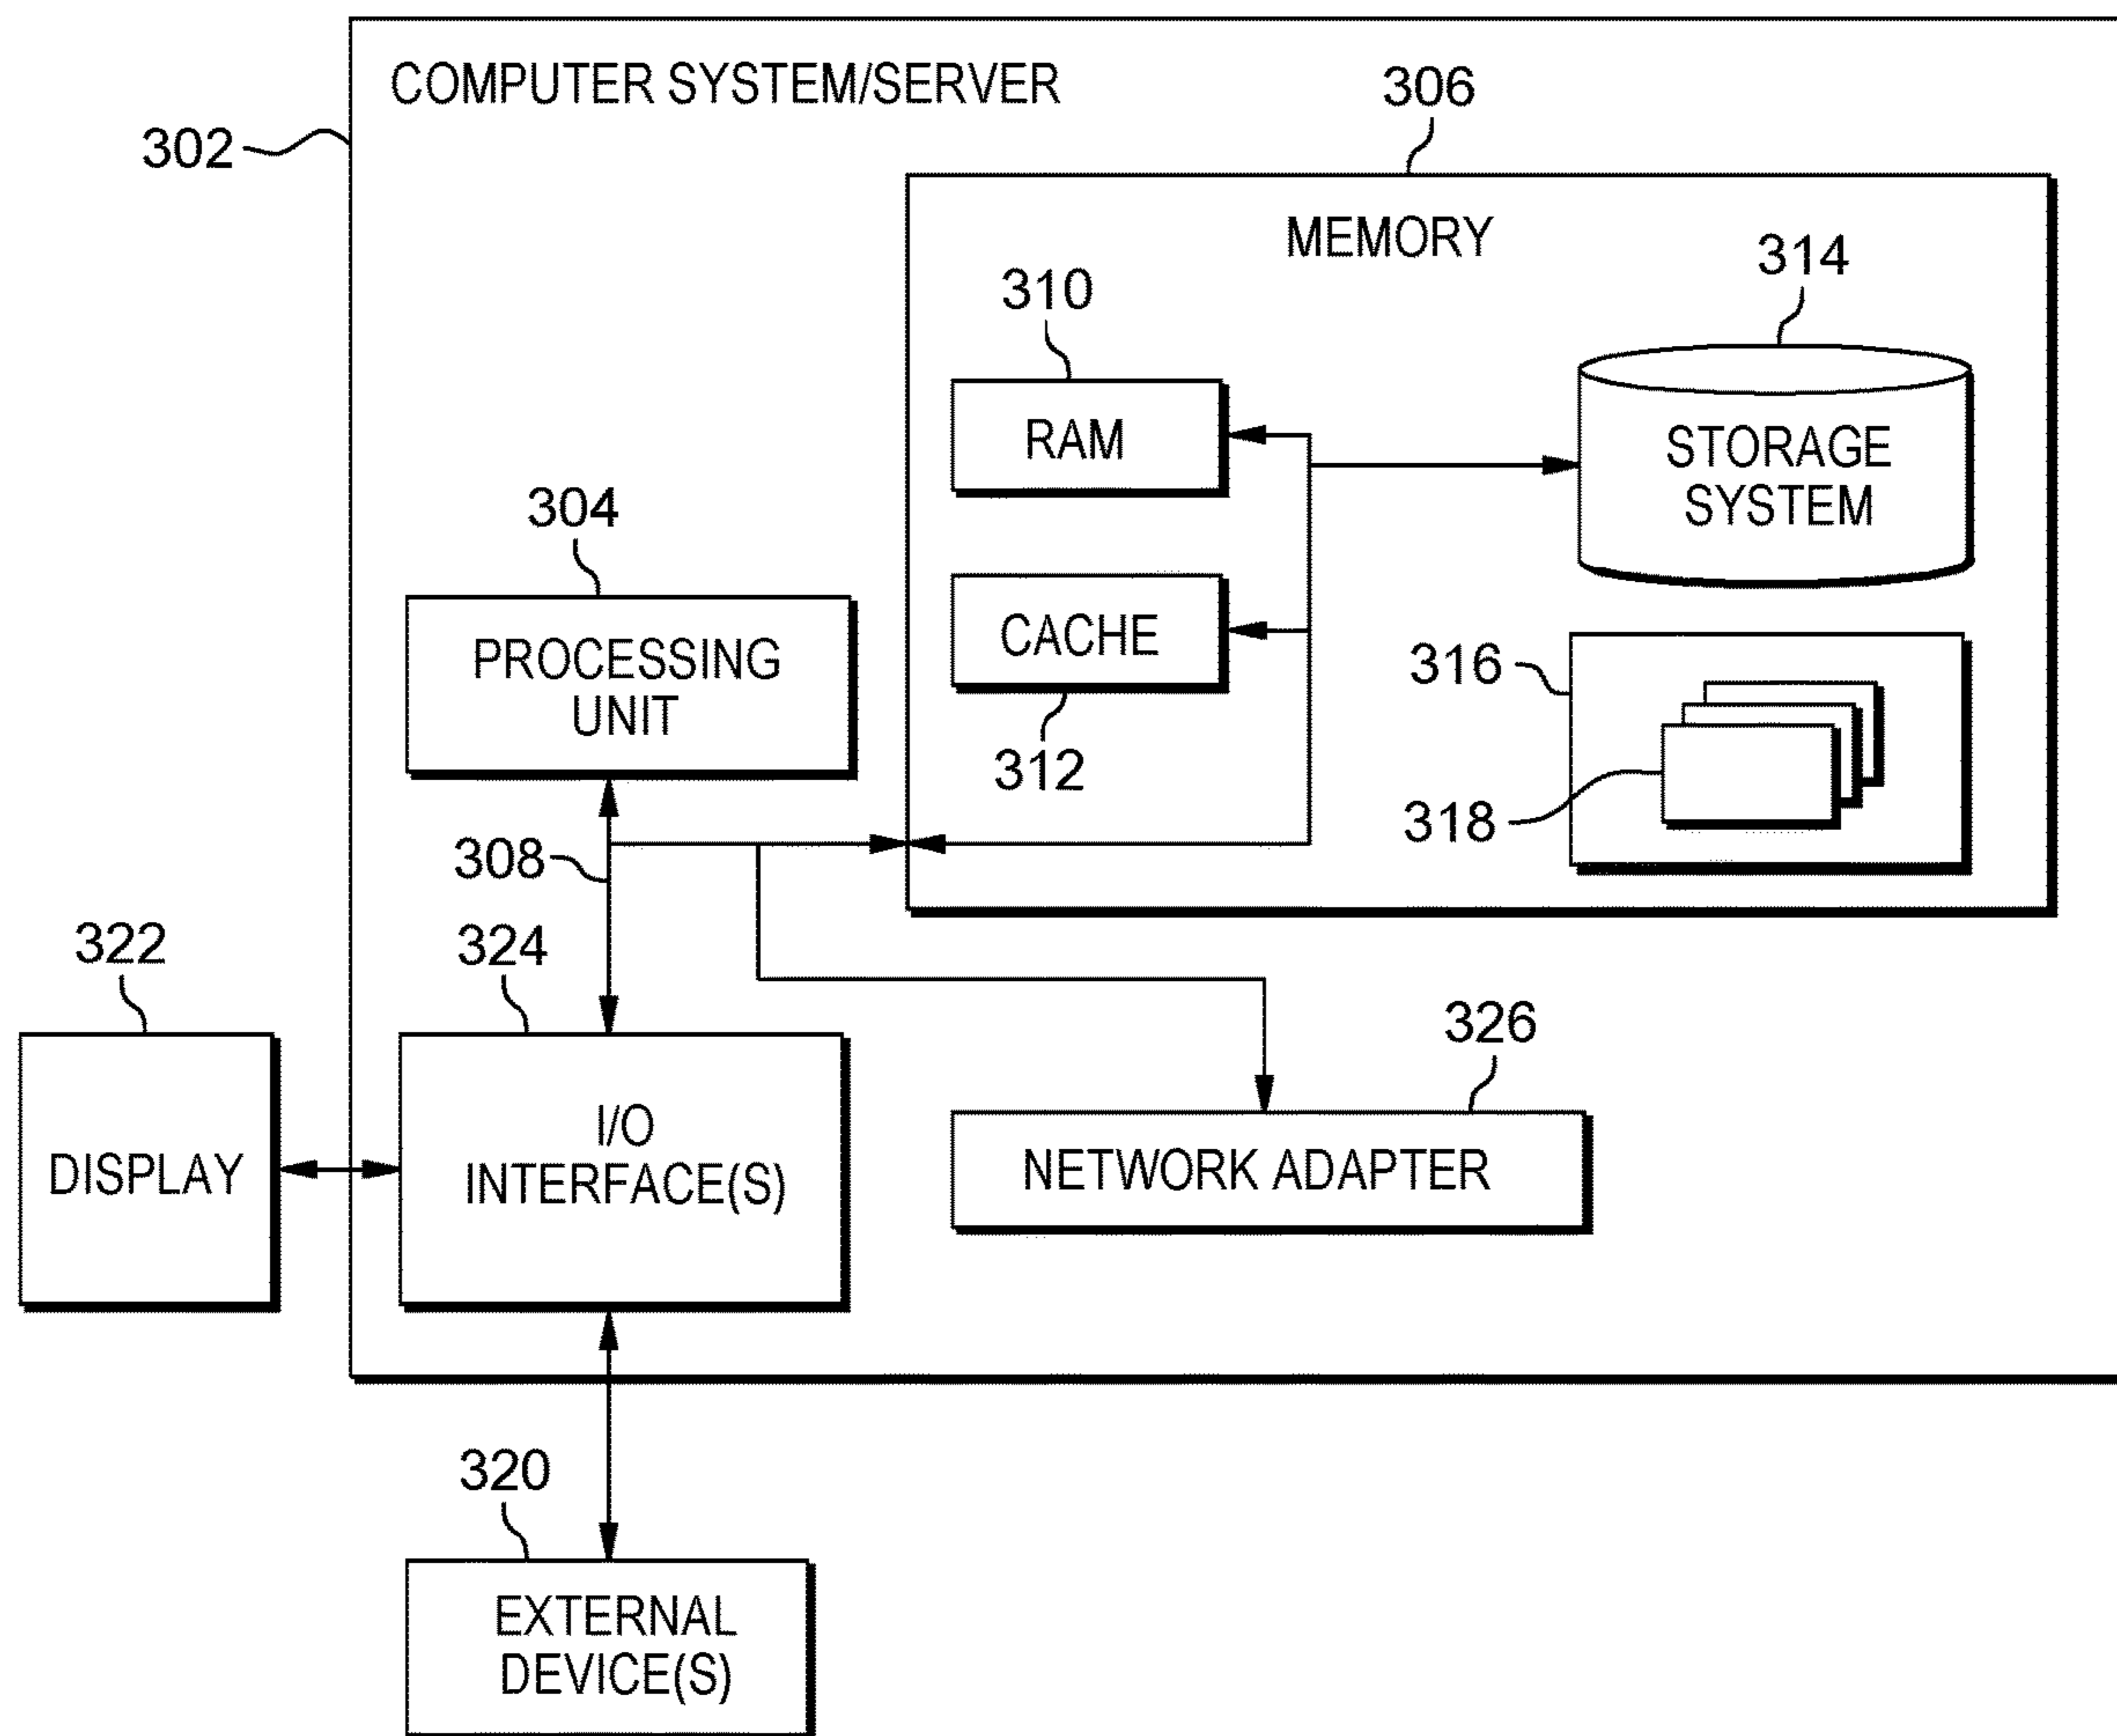 COMPUTER SYSTEM/SERVER
302
306
MEMORY
310
314
RAM
STORAGE
SYSTEM
304
CACHE
316
PROCESSING
UNIT
312
318
308
322
324
326
I/O
INTERFACE(S)
DISPLAY
NETWORK ADAPTER
320
EXTERNAL
DEVICE(S)